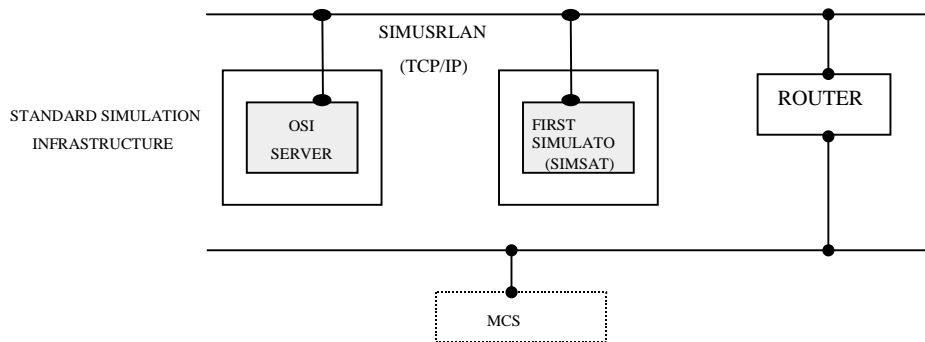 SIMUSRLAN
(TCP/IP)
STANDARD SIMULATION
INFRASTRUCTURE
OSI
SERVER
FIRST
SIMULATO
(SIMSAT)
ROUTER
MCS